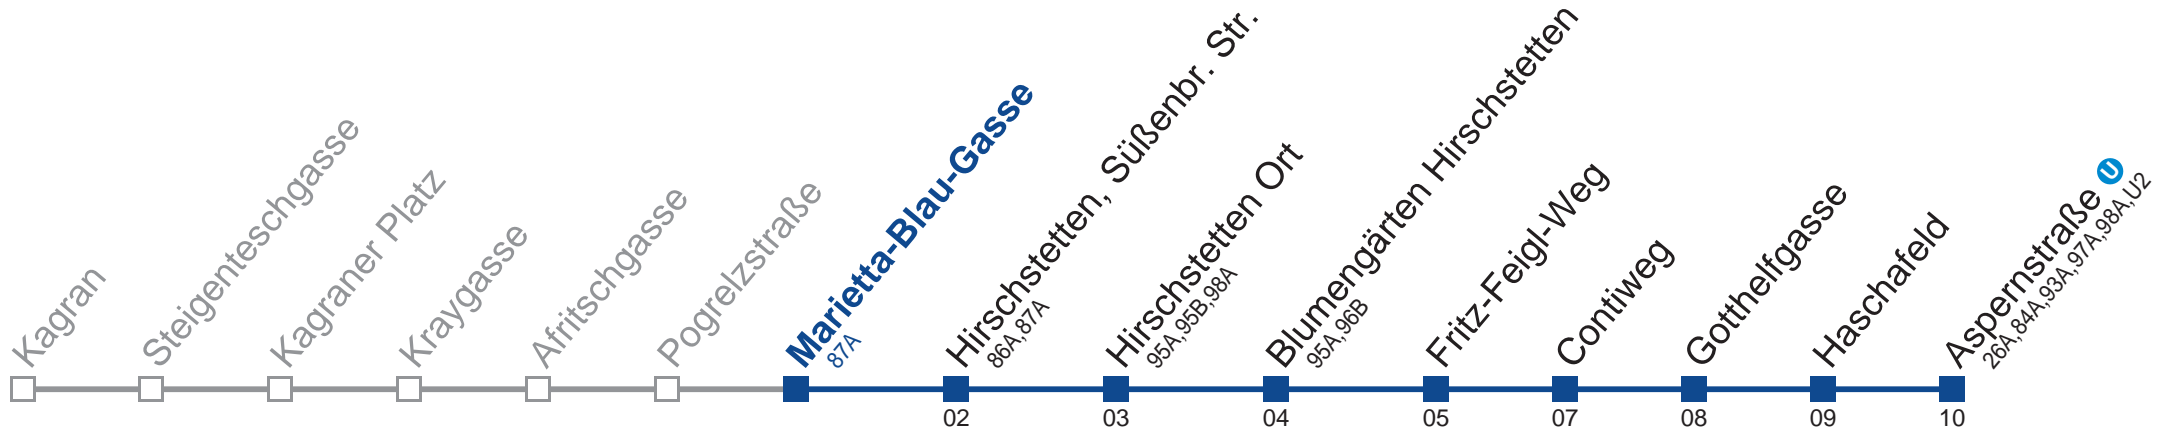 Kagran
Steigenteschgasse
Kagraner Platz
Kraygasse
Afritschgasse
Pogrelzstraße
Marietta-Blau-Gasse
87A
Hirschstetten, Süßenbr. Str.
86A,87A
Hirschstetten Ort
95A,95B,98A
Blumengärten Hirschstetten
95A,96B
Fritz-Feigl-Weg
Contiweg
Gotthelfgasse
Haschafeld
Aspernstraße U
26A,84A,93A,97A,98A,U2
02 03 04 05 07 08 09 10